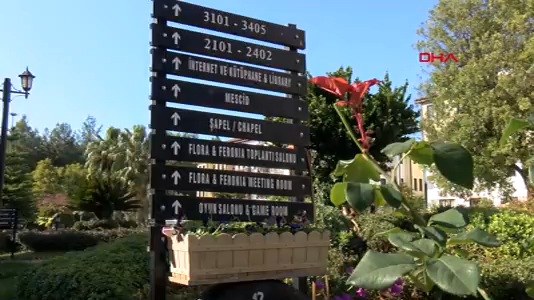 DHA
3101 - 3405
2101 - 2402
İNTERNET VE KÜTÜPHANE & LIBRARY
MESCİD
ŞAPEL / CHAPEL
FLORA & FERONIA TOPLANTI SALONU
FLORA & FERONIA MEETING ROOM
OYUN SALONU & GAME ROOM